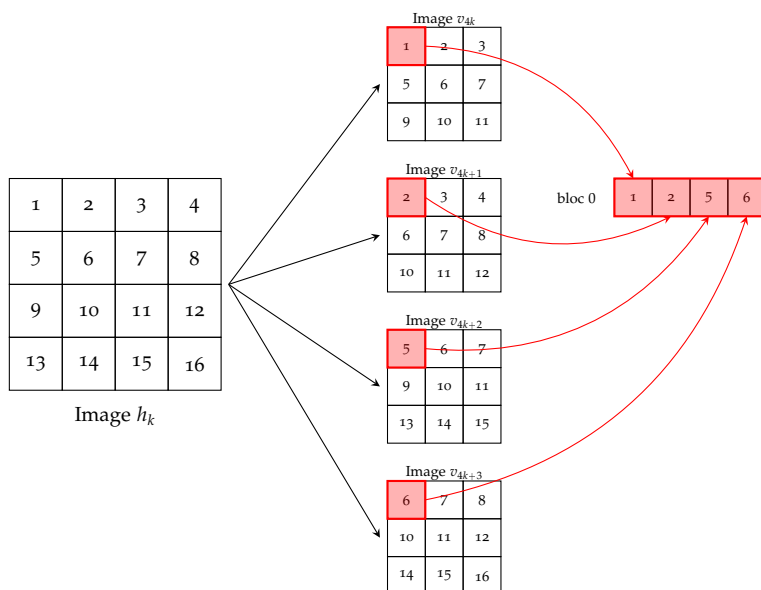 Image v4k
1 2 3
5 6 7
9 10 11
Image v4k+1
2 3 4
6 7 8
10 11 12
bloc 0 1 2 5 6
1 2 3 4
5 6 7 8
9 10 11 12
13 14 15 16
Image hk
Image v4k+2
5 6 7
9 10 11
13 14 15
Image v4k+3
6 7 8
10 11 12
14 15 16